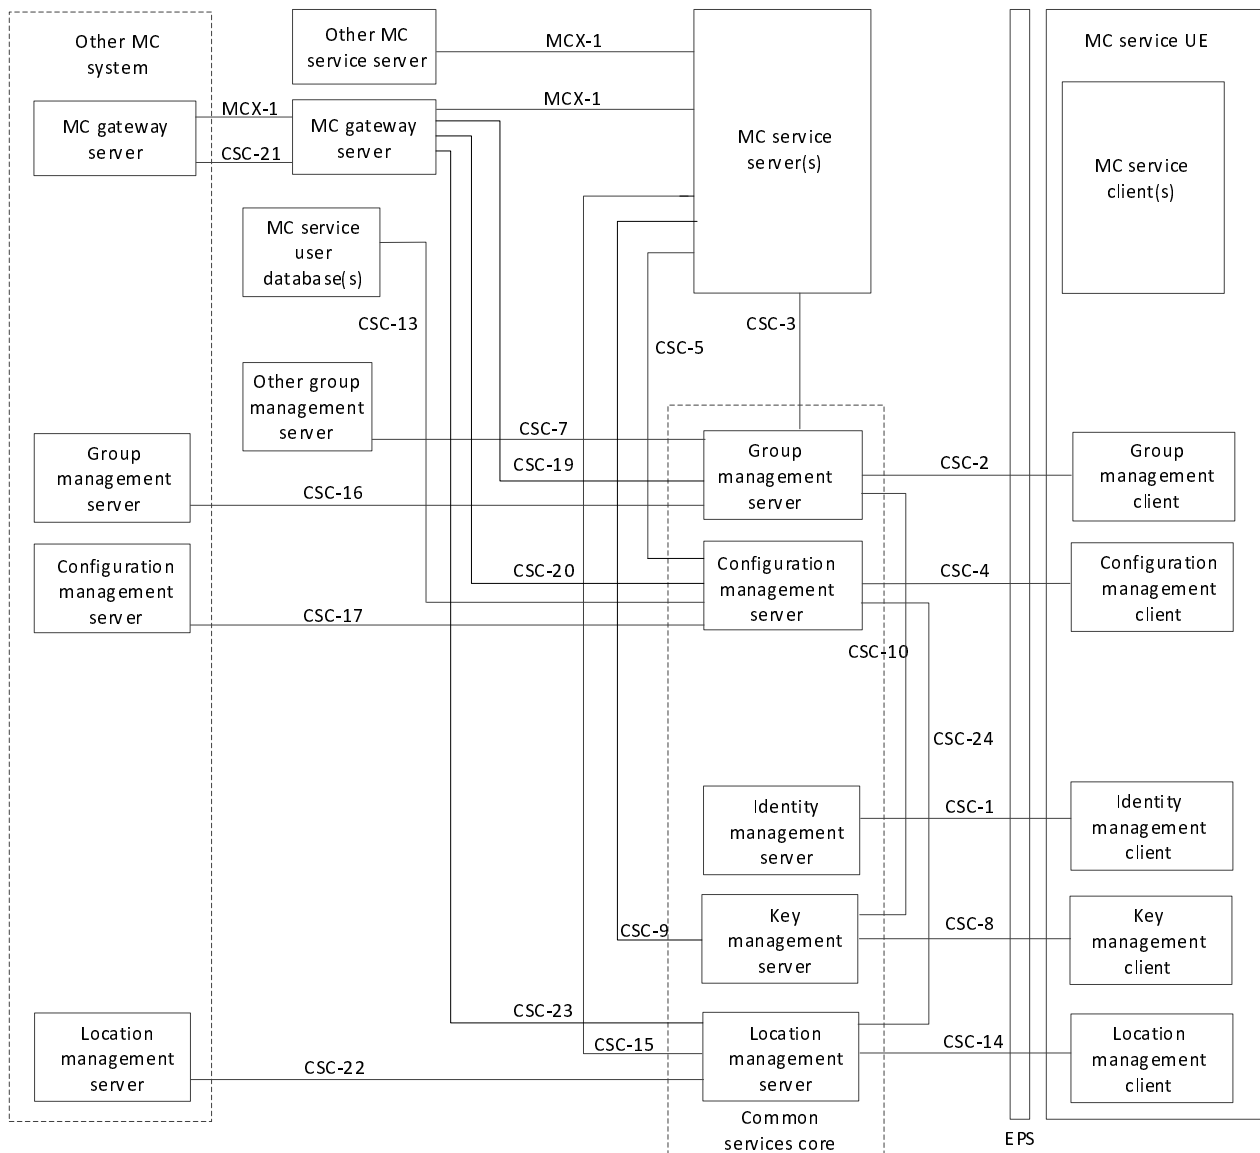 Other MC
system
MC gateway
server
MCX-1
CSC-21
Other MC
service server
MCX-1
MC gateway
server
MCX-1
MC service
server(s)
MC service UE
MC service
client(s)
MC service
user
database(s)
CSC-13
CSC-3
CSC-5
Other group
management
server
CSC-7
CSC-19
CSC-16
Group
management
server
Group
management
server
CSC-2
Group
management
client
Configuration
management
server
CSC-20
CSC-17
Configuration
management
server
CSC-4
Configuration
management
client
CSC-10
CSC-24
Identity
management
server
CSC-1
Identity
management
client
CSC-9
Key
management
server
CSC-8
Key
management
client
Location
management
server
CSC-23
CSC-15
CSC-22
Location
management
server
CSC-14
Location
management
client
Common
services core
EPS